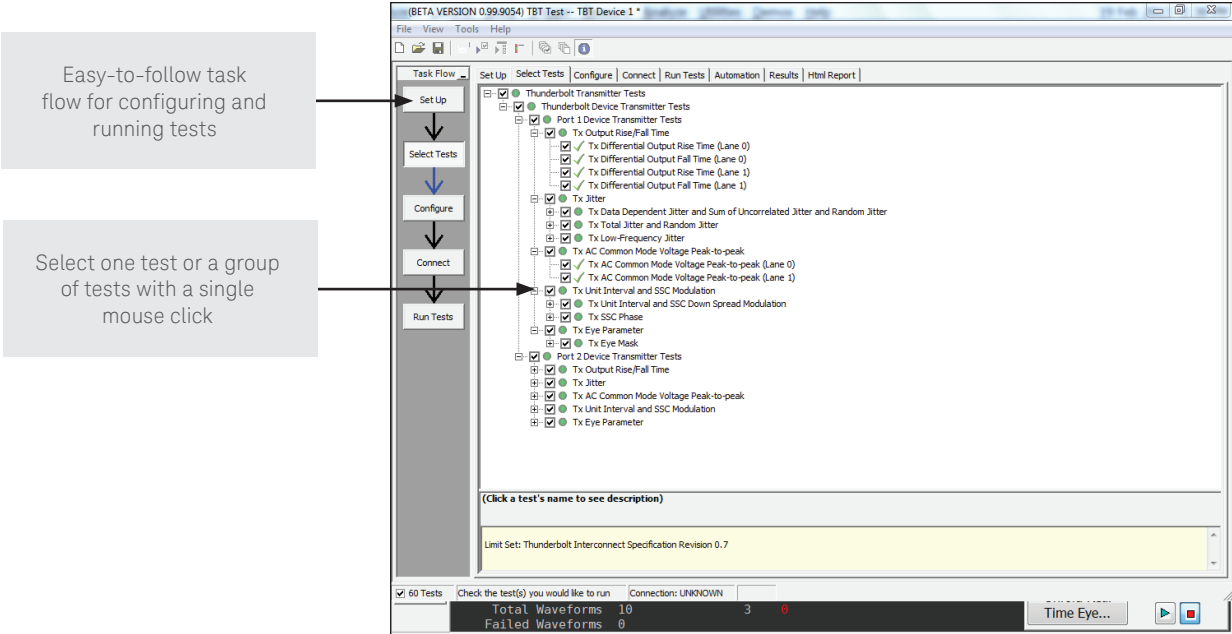 (BETA VERSION 0.99.9054) TBT Test -- TBT Device 1 *
File View Tools Help
Easy-to-follow task
flow for configuring and
running tests
Select one test or a group
of tests with a single
mouse click
Task Flow
Set Up
Select Tests
Configure
Connect
Run Tests
Set Up Select Tests Configure Connect Run Tests Automation Results Html Report
Thunderbolt Transmitter Tests
Thunderbolt Device Transmitter Tests
Port 1 Device Transmitter Tests
Tx Output Rise/Fall Time
Tx Differential Output Rise Time (Lane 0)
Tx Differential Output Fall Time (Lane 0)
Tx Differential Output Rise Time (Lane 1)
Tx Differential Output Fall Time (Lane 1)
Tx Jitter
Tx Data Dependent Jitter and Sum of Uncorrelated Jitter and Random Jitter
Tx Total Jitter and Random Jitter
Tx Low-Frequency Jitter
Tx AC Common Mode Voltage Peak-to-peak
Tx AC Common Mode Voltage Peak-to-peak (Lane 0)
Tx AC Common Mode Voltage Peak-to-peak (Lane 1)
Tx Unit Interval and SSC Modulation
Tx Unit Interval and SSC Down Spread Modulation
Tx SSC Phase
Tx Eye Parameter
Tx Eye Mask
Port 2 Device Transmitter Tests
Tx Output Rise/Fall Time
Tx Jitter
Tx AC Common Mode Voltage Peak-to-peak
Tx Unit Interval and SSC Modulation
Tx Eye Parameter
(Click a test's name to see description)
Limit Set: Thunderbolt Interconnect Specification Revision 0.7
60 Tests Check the test(s) you would like to run Connection: UNKNOWN
Total Waveforms 10 3 0
Failed Waveforms 0
Time Eye...